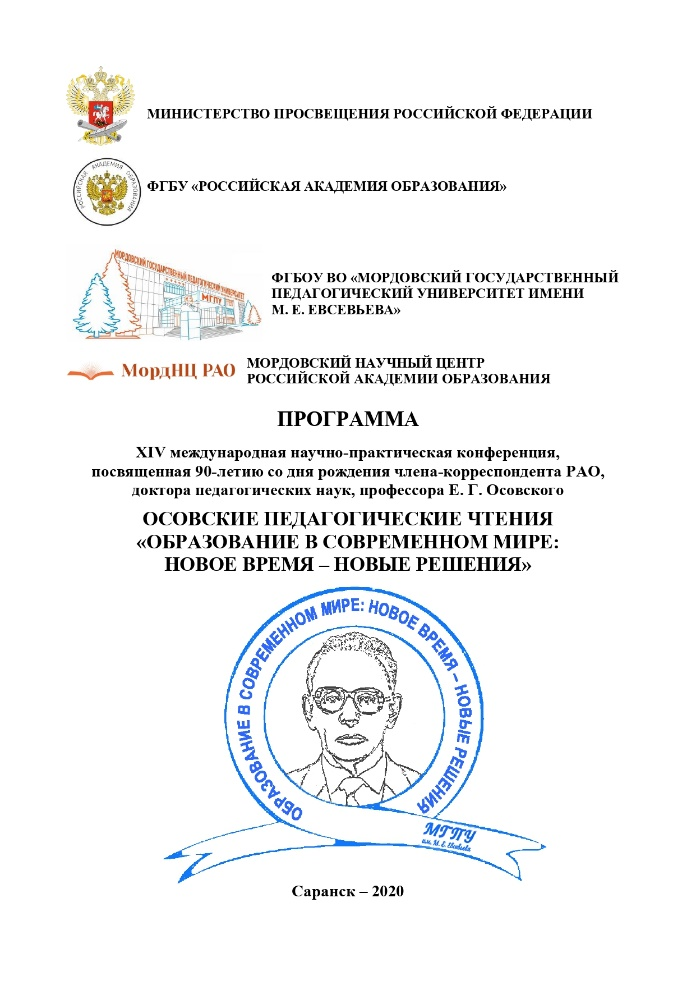 МИНИСТЕРСТВО ПРОСВЕЩЕНИЯ РОССИЙСКОЙ ФЕДЕРАЦИИ
РОССИЙСКАЯ АКАДЕМИЯ ОБРАЗОВАНИЯ
ФГБУ «РОССИЙСКАЯ АКАДЕМИЯ ОБРАЗОВАНИЯ»
МОРДОВСКИЙ ГОСУДАРСТВЕННЫЙ ПЕДАГОГИЧЕСКИЙ УНИВЕРСИТЕТ
МГПУ
ФГБОУ ВО «МОРДОВСКИЙ ГОСУДАРСТВЕННЫЙ
ПЕДАГОГИЧЕСКИЙ УНИВЕРСИТЕТ ИМЕНИ
М. Е. ЕВСЕВЬЕВА»
МордНЦ РАО
МОРДОВСКИЙ НАУЧНЫЙ ЦЕНТР
РОССИЙСКОЙ АКАДЕМИИ ОБРАЗОВАНИЯ
ПРОГРАММА
XIV международная научно-практическая конференция,
посвященная 90-летию со дня рождения члена-корреспондента РАО,
доктора педагогических наук, профессора Е. Г. Осовского
ОСОВСКИЕ ПЕДАГОГИЧЕСКИЕ ЧТЕНИЯ
«ОБРАЗОВАНИЕ В СОВРЕМЕННОМ МИРЕ:
НОВОЕ ВРЕМЯ – НОВЫЕ РЕШЕНИЯ»
ОБРАЗОВАНИЕ В СОВРЕМЕННОМ МИРЕ: НОВОЕ ВРЕМЯ – НОВЫЕ РЕШЕНИЯ
МГПУ
им. М. Е. Евсевьева
Саранск – 2020